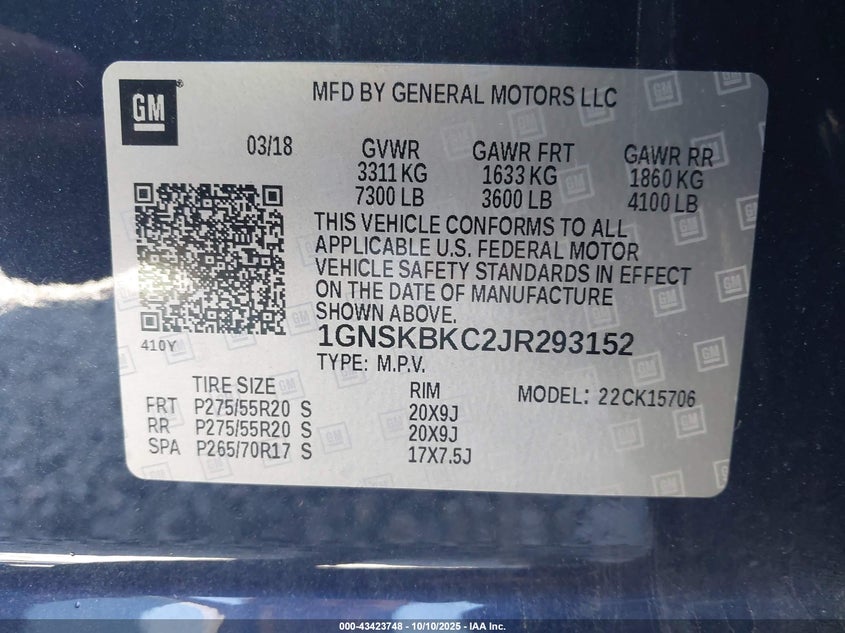 GM
MFD BY GENERAL MOTORS LLC
03/18 GVWR GAWR FRT GAWR RR
3311 KG 1633 KG 1860 KG
7300 LB 3600 LB 4100 LB
THIS VEHICLE CONFORMS TO ALL
APPLICABLE U.S. FEDERAL MOTOR
VEHICLE SAFETY STANDARDS IN EFFECT
ON THE DATE OF MANUFACTURE
SHOWN ABOVE.
1GNSKBKC2JR293152
410Y
TYPE: M.P.V.
TIRE SIZE RIM MODEL: 22CK15706
FRT P275/55R20 S 20X9J
RR P275/55R20 S 20X9J
SPA P265/70R17 S 17X7.5J
000-43423748 - 10/10/2025 - IAA Inc.